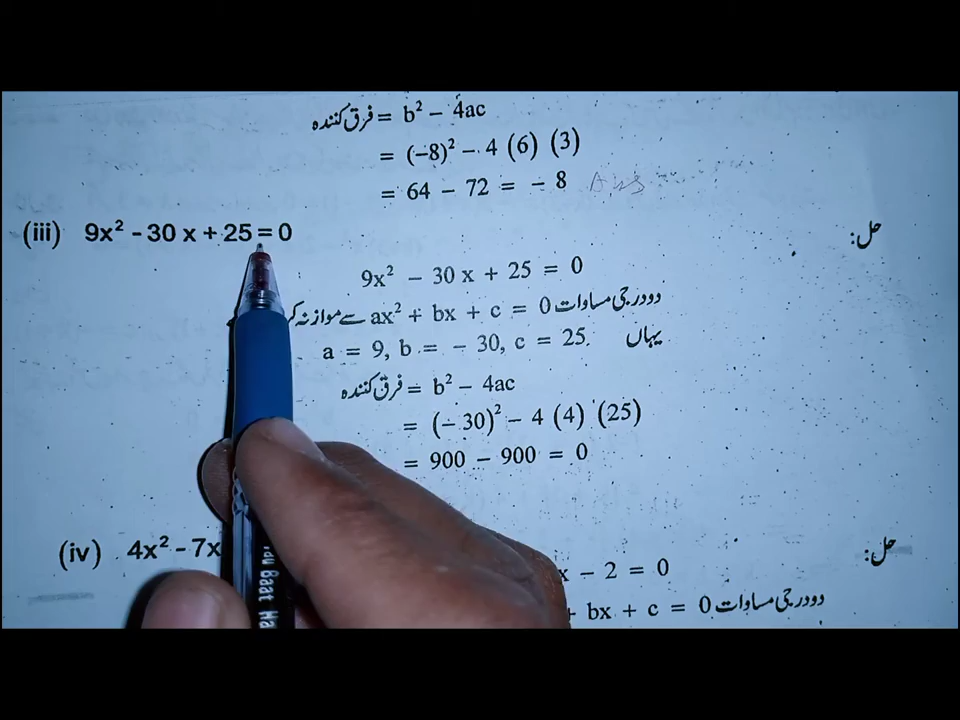 فرق کنندہ = b² − 4ac
= (−8)² − 4 (6) (3)
= 64 − 72 = − 8 Ans
(iii) 9x² - 30 x + 25 = 0
حل:
9x² − 30 x + 25 = 0
دو درجی مساوات ax² + bx + c = 0 سے موازنہ
یہاں a = 9, b = − 30, c = 25
فرق کنندہ = b² − 4ac
= (− 30)² − 4 (4) (25)
= 900 − 900 = 0
(iv) 4x² - 7x
حل:
x − 2 = 0
دو درجی مساوات + bx + c = 0